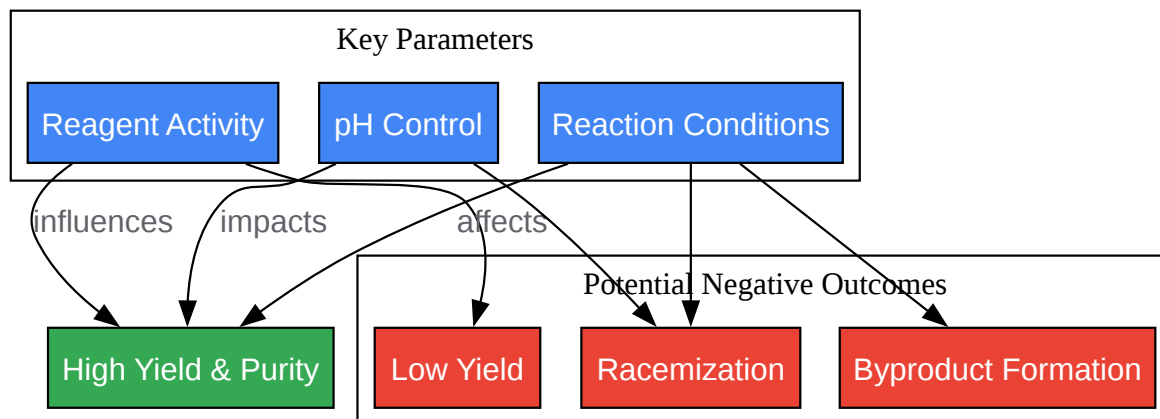 Key Parameters
Reagent Activity
pH Control
Reaction Conditions
influences
impacts
affects
Potential Negative Outcomes
High Yield & Purity
Low Yield
Racemization
Byproduct Formation